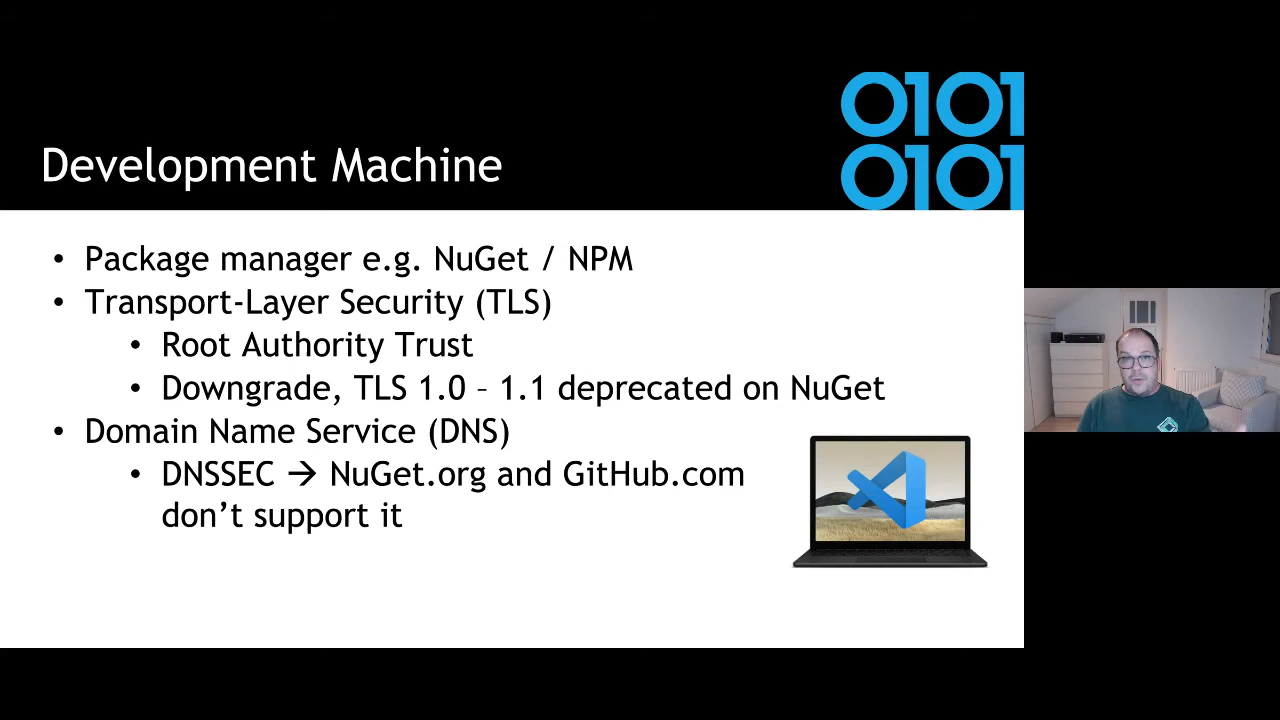 0101
0101
Development Machine
• Package manager e.g. NuGet / NPM
• Transport-Layer Security (TLS)
• Root Authority Trust
• Downgrade, TLS 1.0 – 1.1 deprecated on NuGet
• Domain Name Service (DNS)
• DNSSEC → NuGet.org and GitHub.com
don’t support it